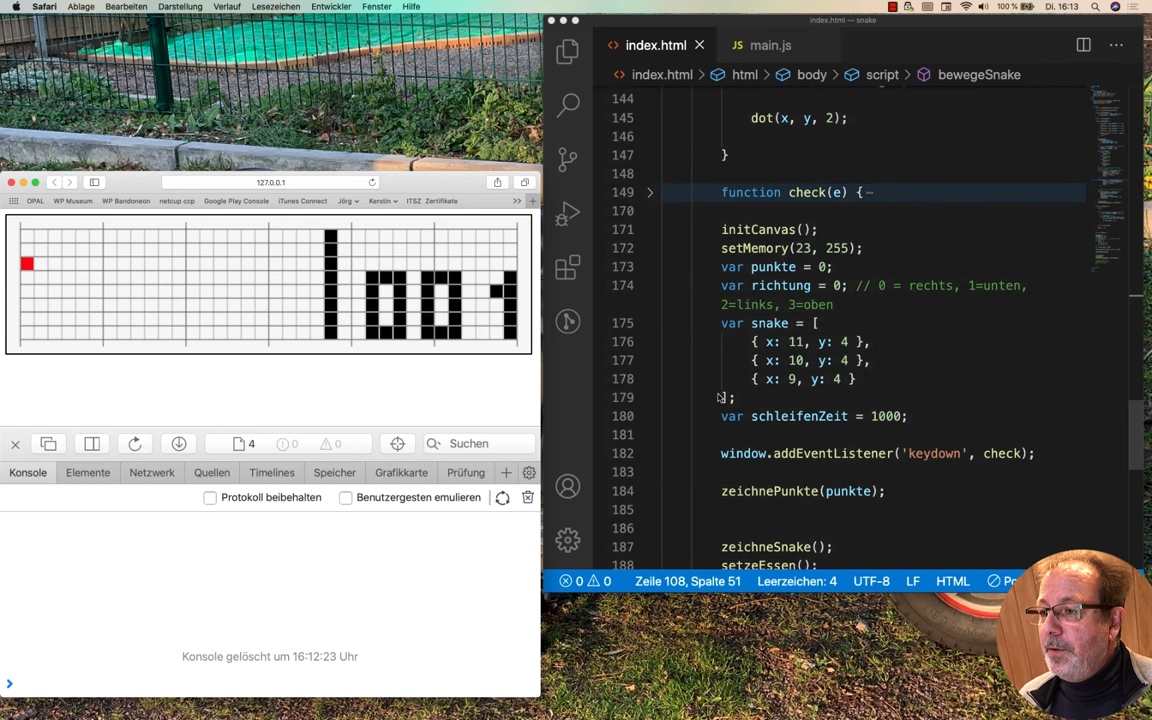 Safari Ablage Bearbeiten Darstellung Verlauf Lesezeichen Entwickler Fenster Hilfe 100 % Di. 16:13
index.html — snake
index.html main.js
index.html html body script bewegeSnake
144
145 dot(x, y, 2);
146
147 }
148
149 function check(e) {
170
171 initCanvas();
172 setMemory(23, 255);
173 var punkte = 0;
174 var richtung = 0; // 0 = rechts, 1=unten,
2=links, 3=oben
175 var snake = [
176 { x: 11, y: 4 },
177 { x: 10, y: 4 },
178 { x: 9, y: 4 }
179 ];
180 var schleifenZeit = 1000;
181
182 window.addEventListener('keydown', check);
183
184 zeichnePunkte(punkte);
185
186
187 zeichneSnake();
188 setzeEssen();
0 0 Zeile 108, Spalte 51 Leerzeichen: 4 UTF-8 LF HTML
127.0.0.1
OPAL WP Museum WP Bandoneon netcup ccp Google Play Console iTunes Connect Jörg Kerstin ITSZ Zertifikate
4 0 0 Suchen
Konsole Elemente Netzwerk Quellen Timelines Speicher Grafikkarte Prüfung
Protokoll beibehalten Benutzergesten emulieren
Konsole gelöscht um 16:12:23 Uhr